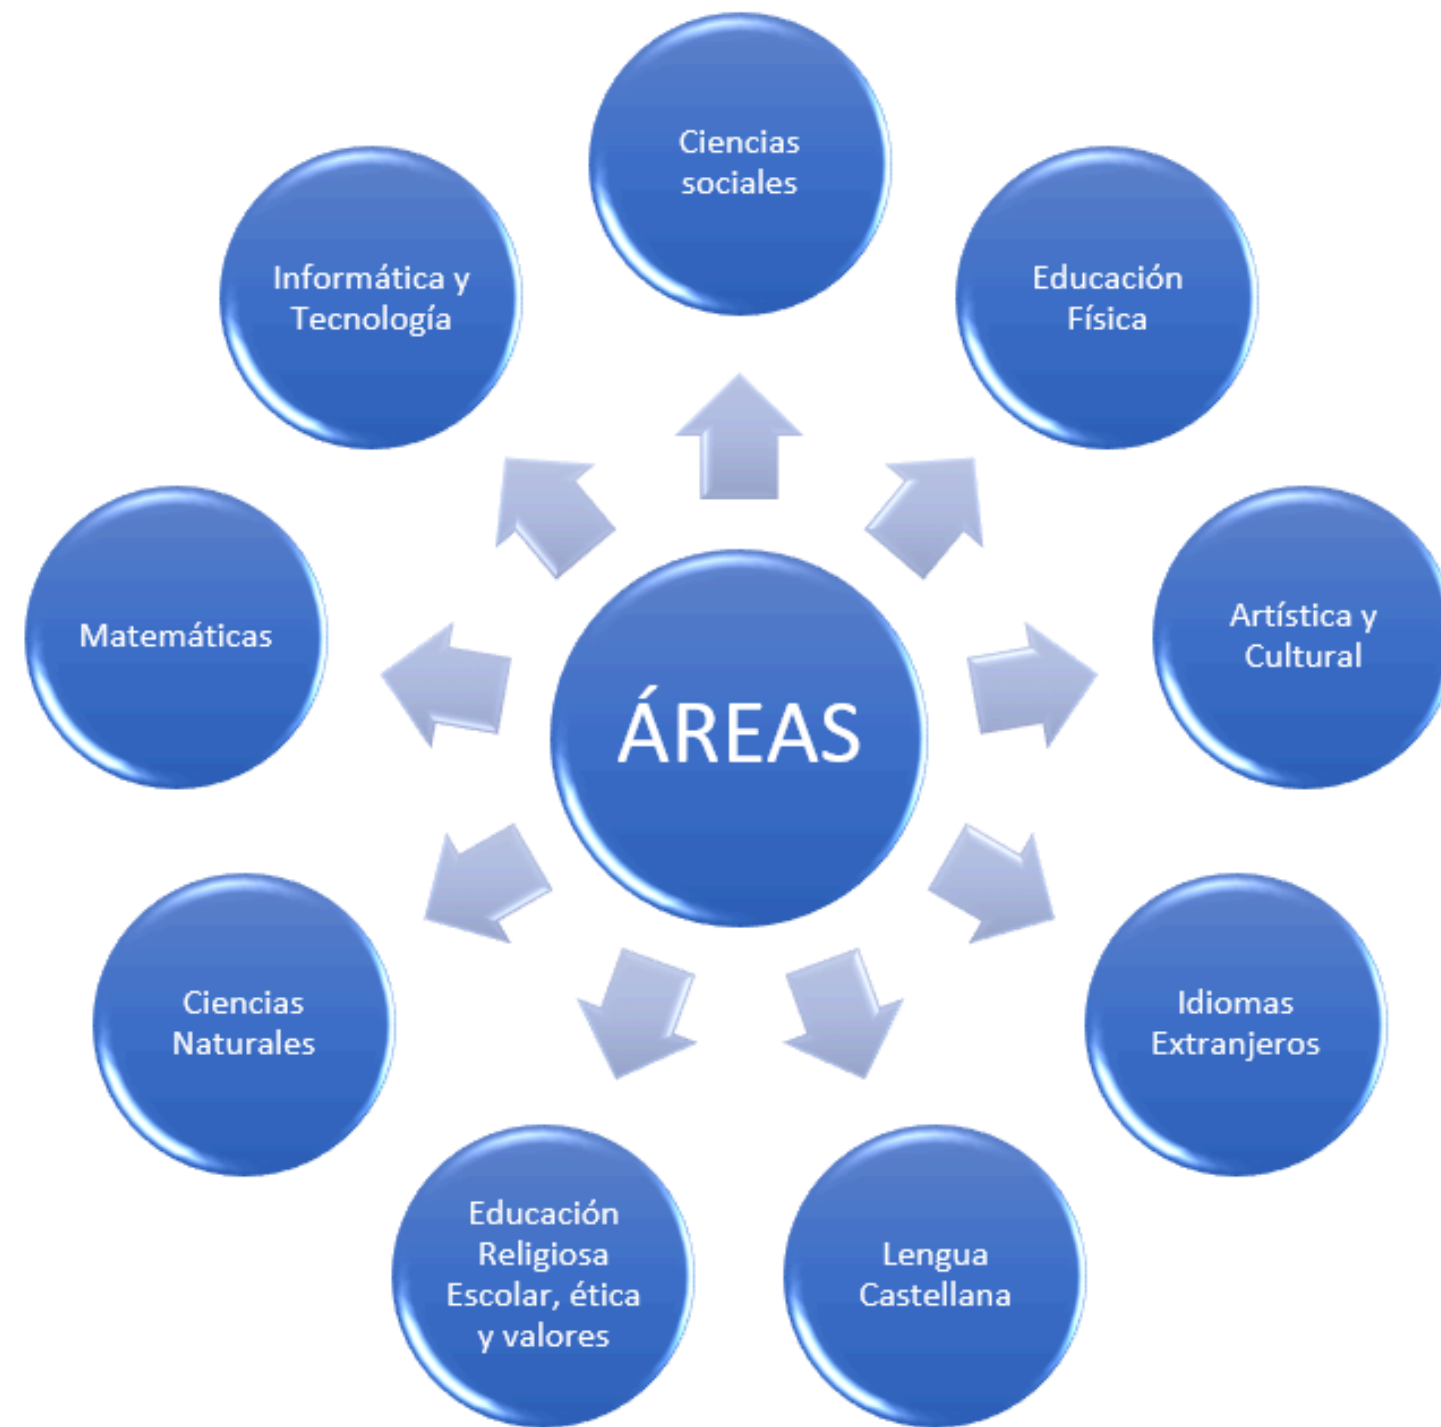 ÁREAS
Ciencias
sociales
Educación
Física
Artística y
Cultural
Idiomas
Extranjeros
Lengua
Castellana
Educación
Religiosa
Escolar, ética
y valores
Ciencias
Naturales
Matemáticas
Informática y
Tecnología